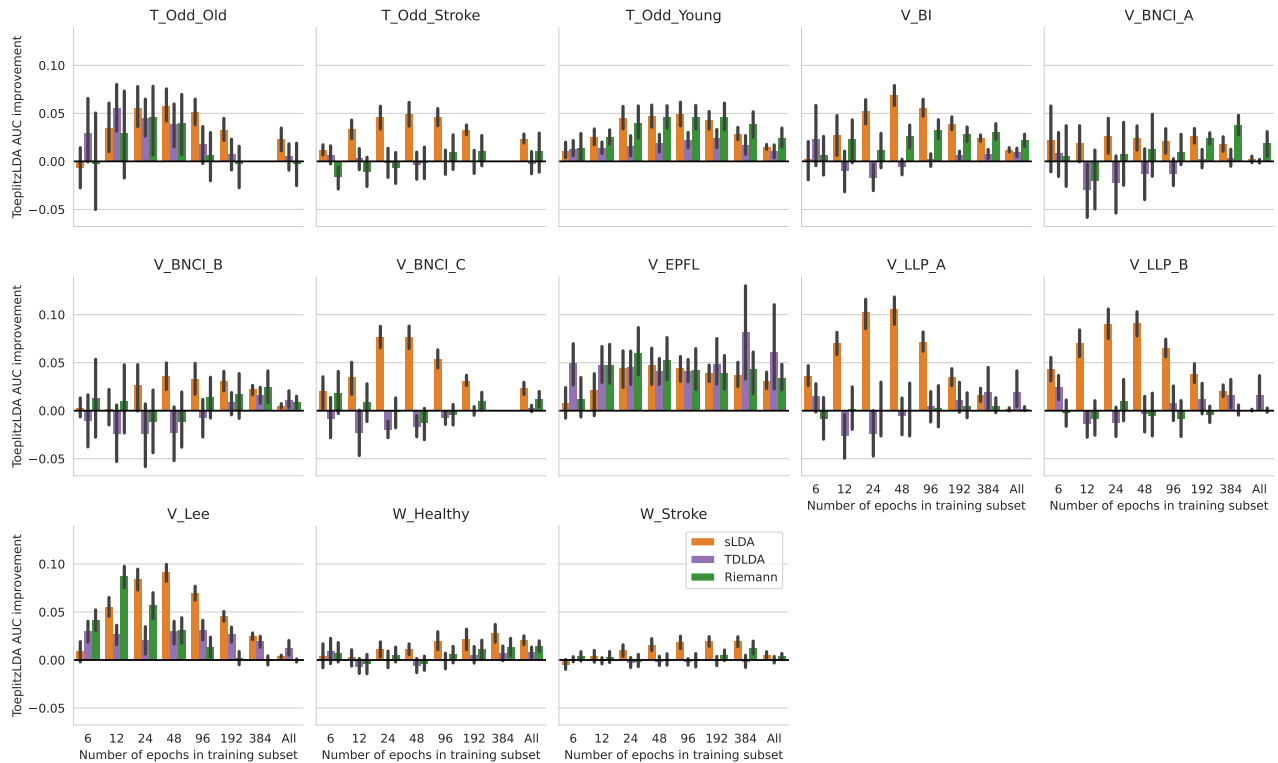 T_Odd_Old
T_Odd_Stroke
T_Odd_Young
V_BI
V_BNCI_A
ToeplitzLDA AUC improvement
0.10
0.05
0.00
−0.05
V_BNCI_B
V_BNCI_C
V_EPFL
V_LLP_A
V_LLP_B
ToeplitzLDA AUC improvement
0.10
0.05
0.00
−0.05
6 12 24 48 96 192 384 All
Number of epochs in training subset
6 12 24 48 96 192 384 All
Number of epochs in training subset
V_Lee
W_Healthy
W_Stroke
ToeplitzLDA AUC improvement
0.10
0.05
0.00
−0.05
sLDA
TDLDA
Riemann
6 12 24 48 96 192 384 All
Number of epochs in training subset
6 12 24 48 96 192 384 All
Number of epochs in training subset
6 12 24 48 96 192 384 All
Number of epochs in training subset